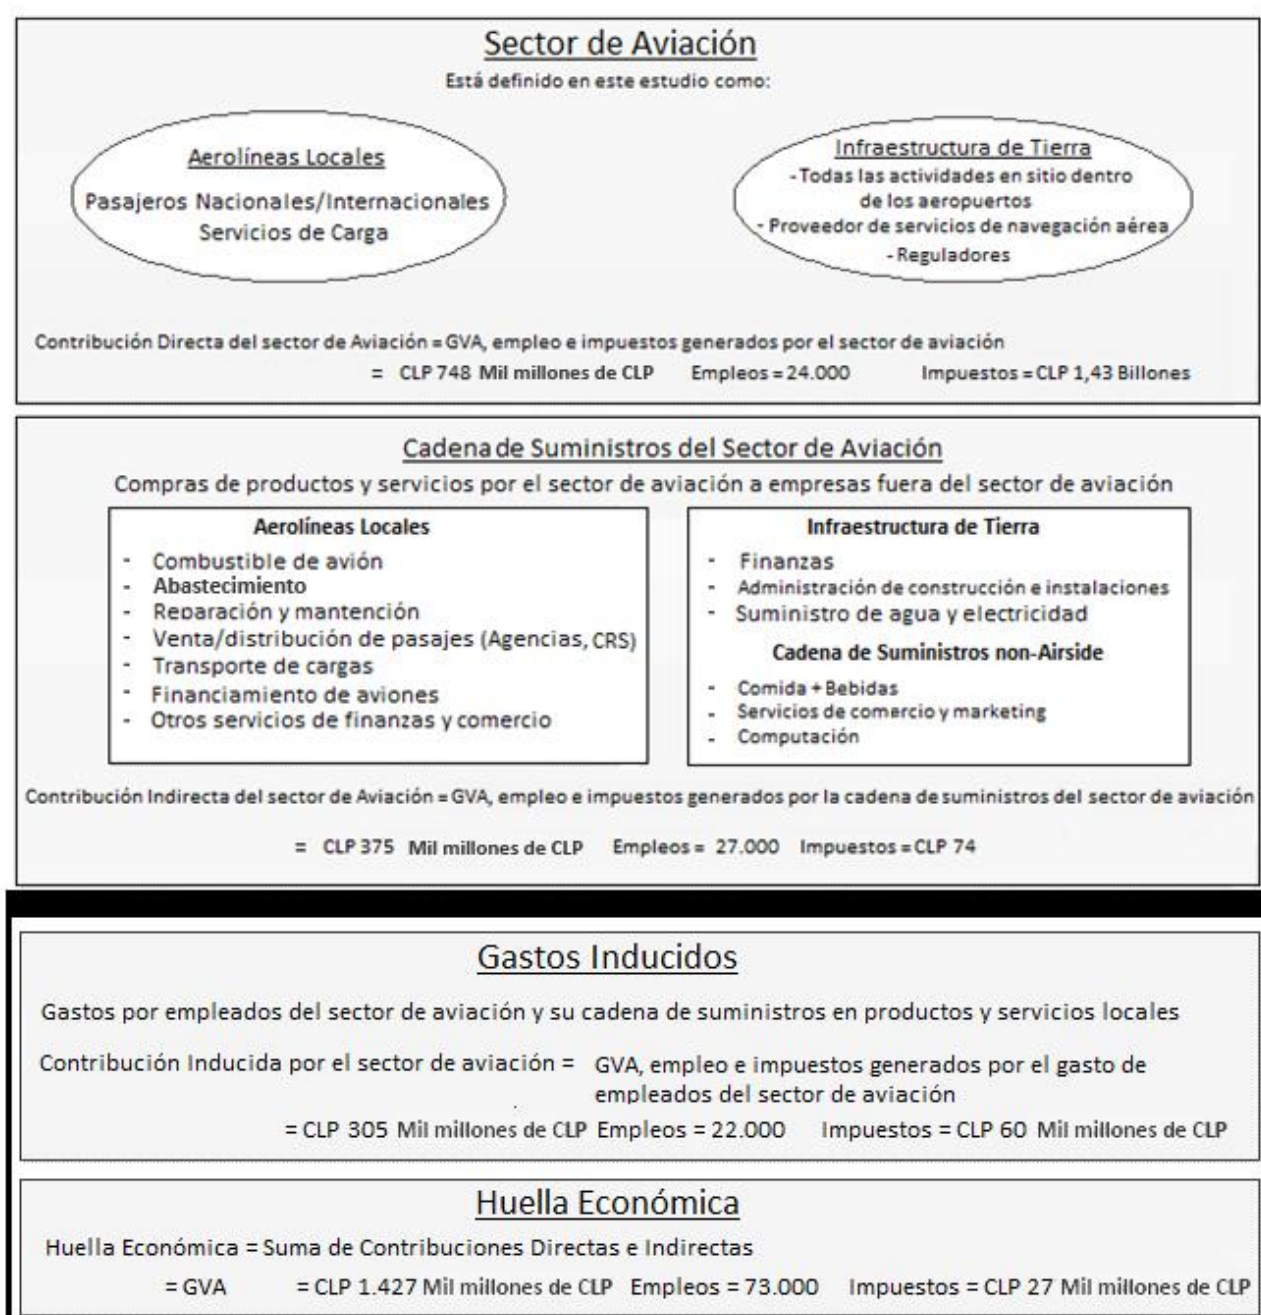 Sector de Aviación
Está definido en este estudio como:
Aerolíneas Locales
Pasajeros Nacionales/Internacionales
Servicios de Carga
Infraestructura de Tierra
-Todas las actividades en sitio dentro
de los aeropuertos
- Proveedor de servicios de navegación aérea
-Reguladores
Contribución Directa del sector de Aviación = GVA, empleo e impuestos generados por el sector de aviación
= CLP 748 Mil millones de CLP Empleos = 24.000 Impuestos = CLP 1,43 Billones
Cadena de Suministros del Sector de Aviación
Compras de productos y servicios por el sector de aviación a empresas fuera del sector de aviación
Aerolíneas Locales
- Combustible de avión
- Abastecimiento
- Reparación y mantención
- Venta/distribución de pasajes (Agencias, CRS)
- Transporte de cargas
- Financiamiento de aviones
- Otros servicios de finanzas y comercio
Infraestructura de Tierra
- Finanzas
- Administración de construcción e instalaciones
- Suministro de agua y electricidad
Cadena de Suministros non-Airside
- Comida + Bebidas
- Servicios de comercio y marketing
- Computación
Contribución Indirecta del sector de Aviación = GVA, empleo e impuestos generados por la cadena de suministros del sector de aviación
= CLP 375 Mil millones de CLP Empleos = 27.000 Impuestos = CLP 74
Gastos Inducidos
Gastos por empleados del sector de aviación y su cadena de suministros en productos y servicios locales
Contribución Inducida por el sector de aviación = GVA, empleo e impuestos generados por el gasto de
empleados del sector de aviación
= CLP 305 Mil millones de CLP Empleos = 22.000 Impuestos = CLP 60 Mil millones de CLP
Huella Económica
Huella Económica = Suma de Contribuciones Directas e Indirectas
= GVA = CLP 1.427 Mil millones de CLP Empleos = 73.000 Impuestos = CLP 27 Mil millones de CLP